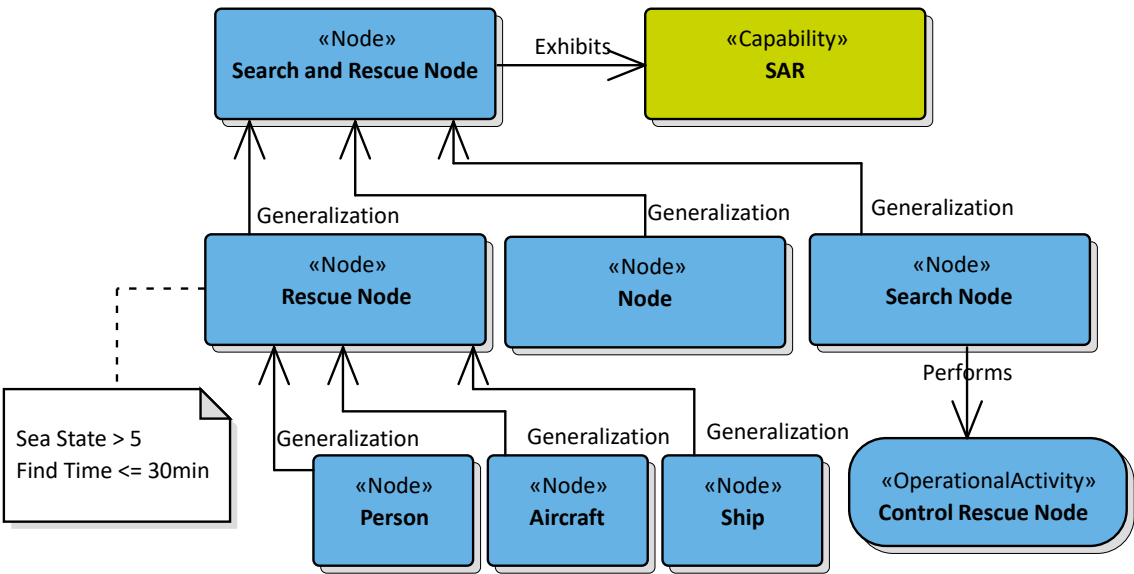 «Node»
Search and Rescue Node
Exhibits
«Capability»
SAR
Generalization
Generalization
Generalization
«Node»
Rescue Node
«Node»
Node
«Node»
Search Node
Performs
Sea State > 5
Find Time <= 30min
Generalization
Generalization
Generalization
«Node»
Person
«Node»
Aircraft
«Node»
Ship
«OperationalActivity»
Control Rescue Node